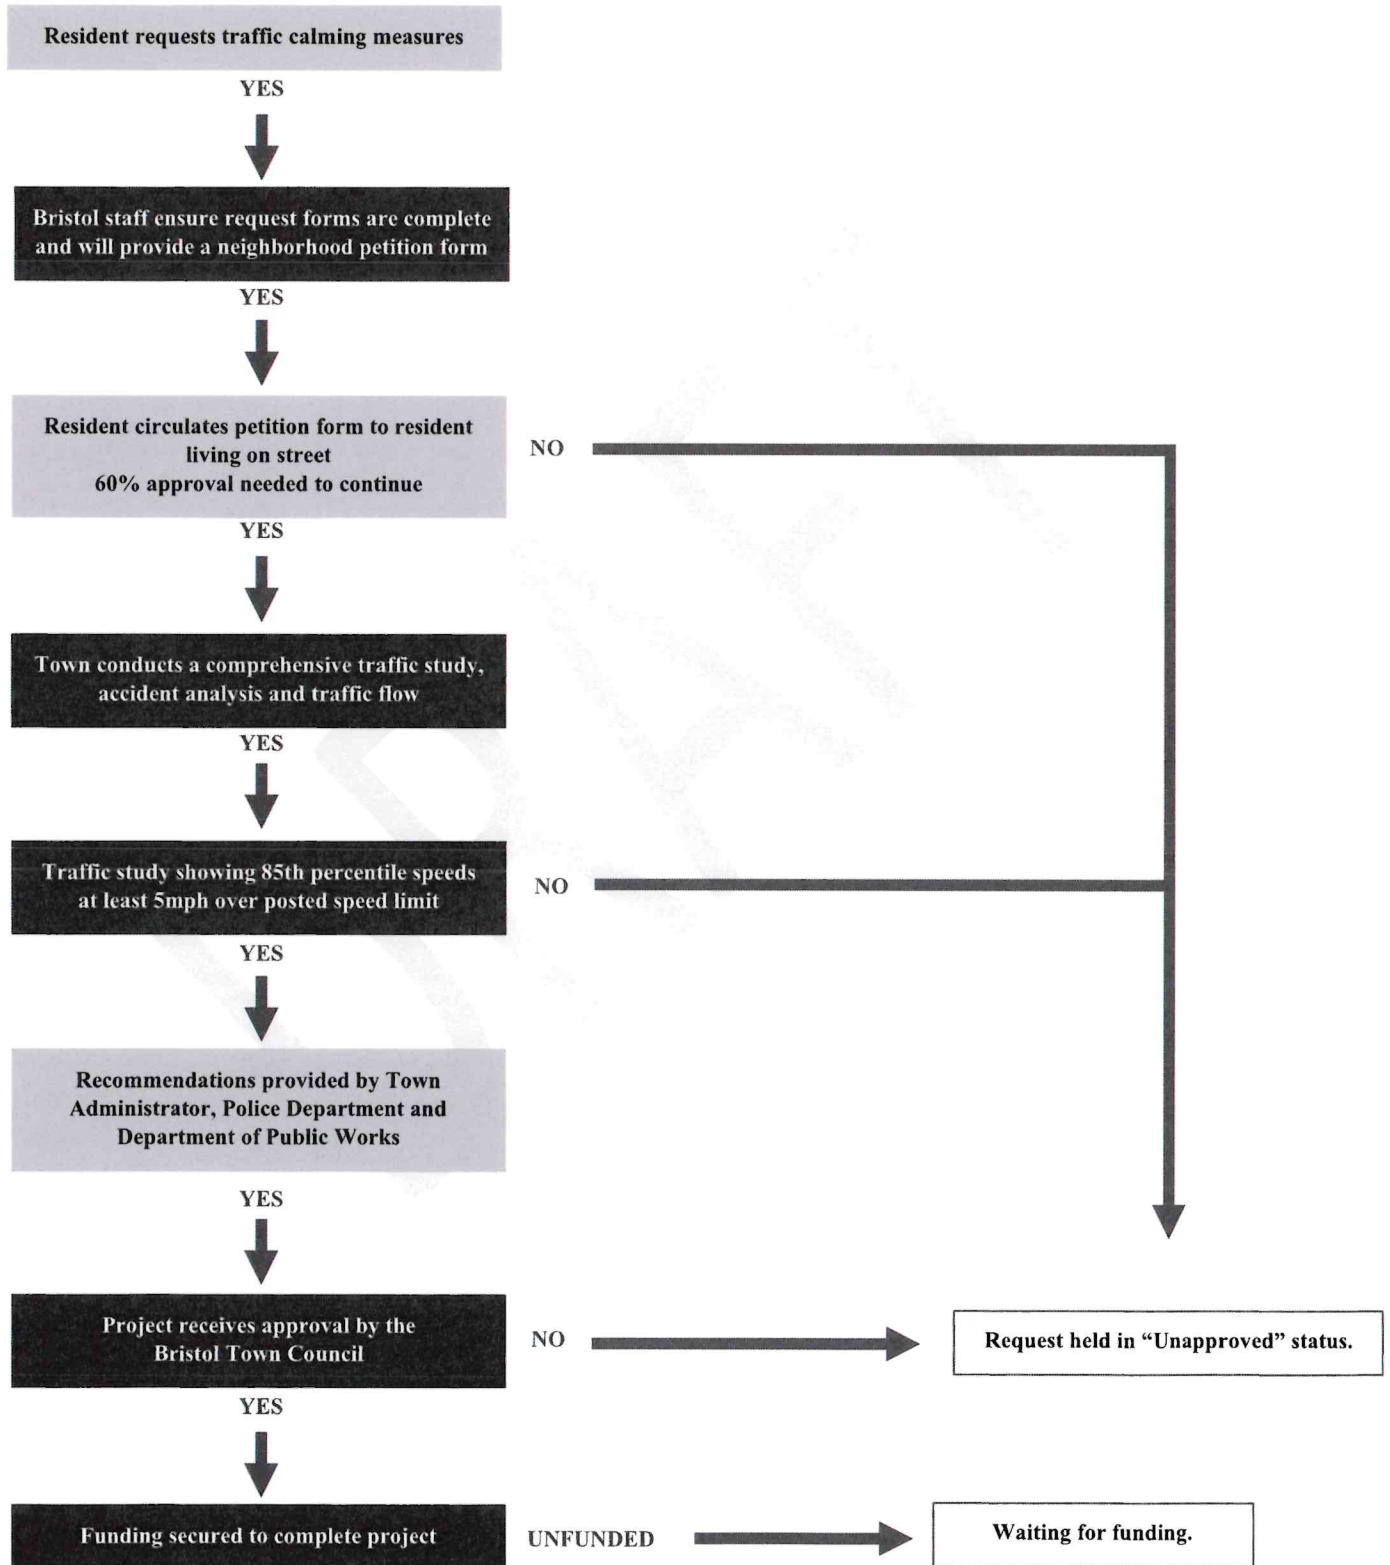 Resident requests traffic calming measures
YES
Bristol staff ensure request forms are complete
and will provide a neighborhood petition form
YES
Resident circulates petition form to resident
living on street
60% approval needed to continue
NO
YES
Town conducts a comprehensive traffic study,
accident analysis and traffic flow
YES
Traffic study showing 85th percentile speeds
at least 5mph over posted speed limit
NO
YES
Recommendations provided by Town
Administrator, Police Department and
Department of Public Works
YES
Project receives approval by the
Bristol Town Council
NO
Request held in “Unapproved” status.
YES
Funding secured to complete project
UNFUNDED
Waiting for funding.
DRAFT